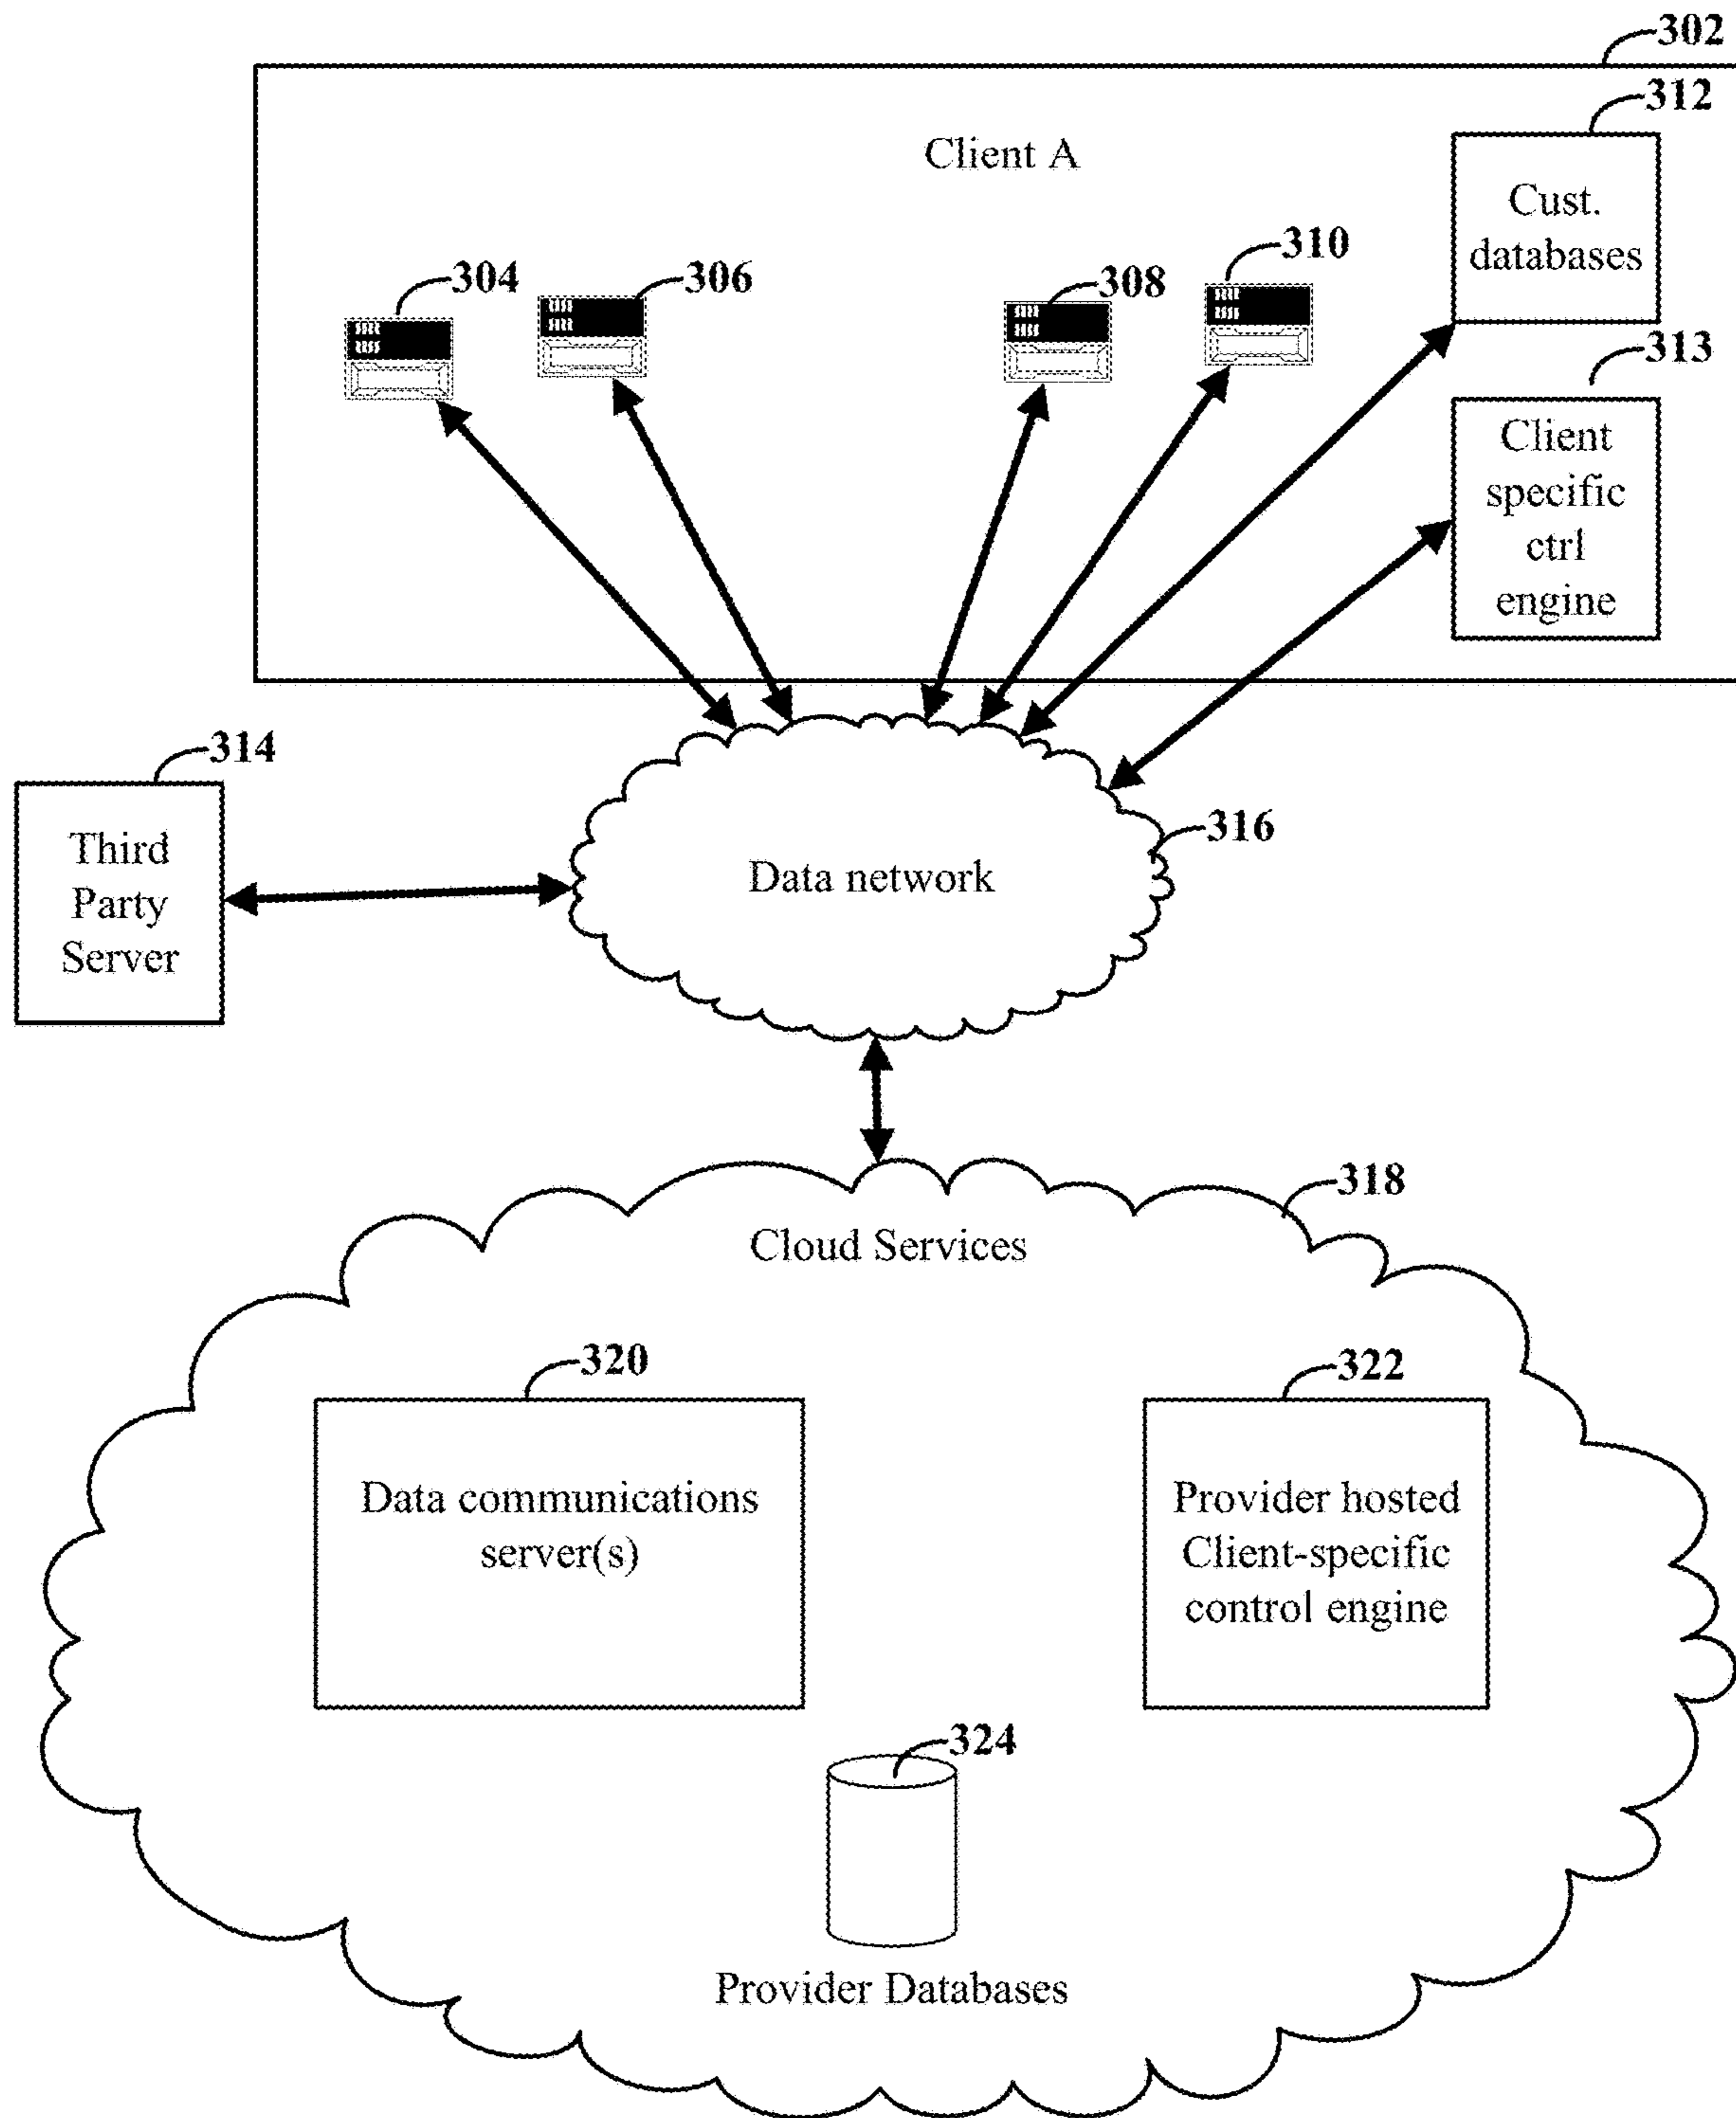 302
312
Client A
Cust.
databases
304
306
308
310
313
Client
specific
ctrl
engine
314
Third
Party
Server
316
Data network
318
Cloud Services
320
322
Data communications
server(s)
Provider hosted
Client-specific
control engine
324
Provider Databases